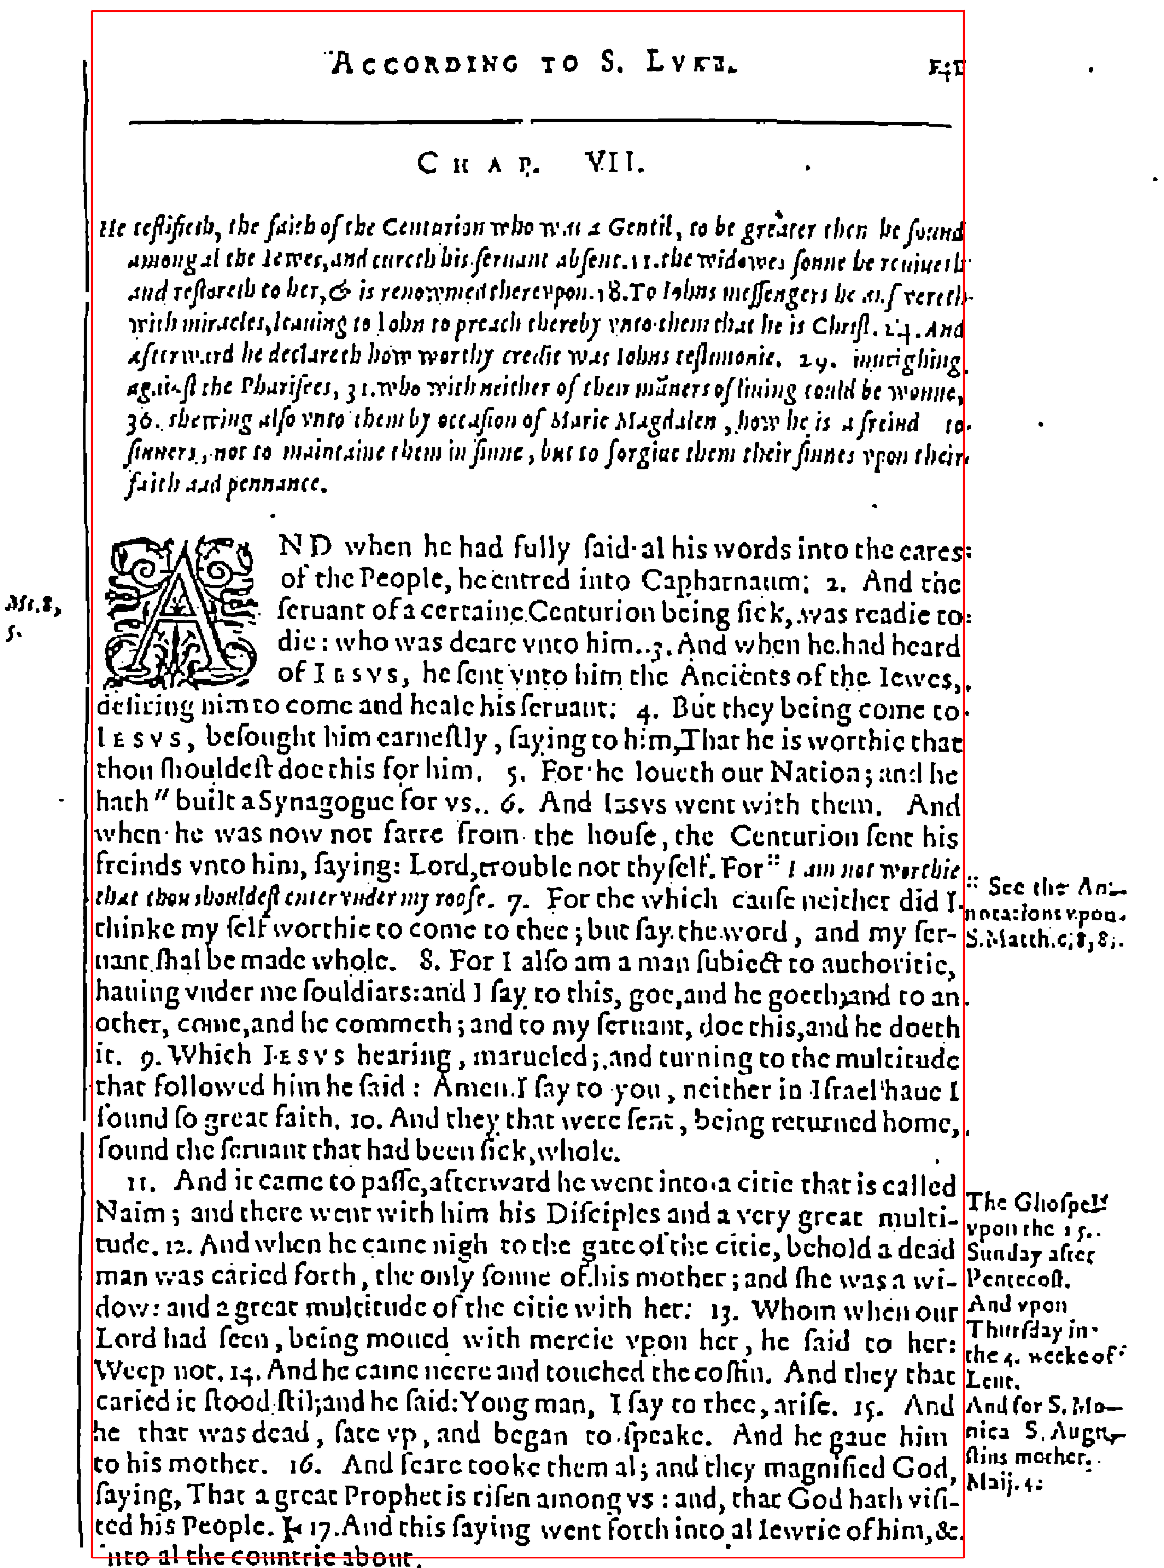 ACCORDING TO S. LVKE. 141
CHAP. VII.
He testifieth, the faith of the Centurion who was a Gentil, to be greater then he found
among al the Iewes, and cureth his seruant absent. 11. the widowes sonne he reuiueth
and restoreth to her, & is renowmed therevpon. 18. To Iohns messengers he answereth
with miracles, leauing to Iohn to preach thereby vnto them that he is Christ. 24. And
afterward he declareth how worthy credit was Iohns testimonie. 29. inueighing
against the Pharisees, 31. who with neither of their māners of liuing could be wonne,
36. shewing also vnto them by occasion of Marie Magdalen, how he is a freind to
sinners, not to maintaine them in sinne, but to forgiue them their sinnes vpon their
faith and pennance.
AND when he had fully said al his words into the eares
of the People, he entred into Capharnaum; 2. And the
seruant of a certaine Centurion being sick, was readie to
die: who was deare vnto him. 3. And when he had heard
of IESVS, he sent vnto him the Ancients of the Iewes,
desiring him to come and heale his seruant: 4. But they being come to
IESVS, besought him earnestly, saying to him, That he is worthie that
thou shouldest doe this for him. 5. For he loueth our Nation; and he
hath" built a Synagogue for vs. 6. And Iesvs went with them. And
when he was now not farre from the house, the Centurion sent his
freinds vnto him, saying: Lord, trouble not thyself. For :: I am not worthie
that thou shouldest enter vnder my roofe. 7. For the which cause neither did I
thinke my self worthie to come to thee; but say the word, and my ser-
uant shal be made whole. 8. For I also am a man subiect to authoritie,
hauing vnder me souldiars: and I say to this, goe, and he goeth; and to an
other, come, and he commeth; and to my seruant, doe this, and he doeth
it. 9. Which IESVS hearing, marueled; and turning to the multitude
that followed him he said: Amen I say to you, neither in Israel haue I
found so great faith. 10. And they that were sent, being returned home,
found the seruant that had been sick, whole.
11. And it came to passe, afterward he went into a citie that is called
Naim; and there went with him his Disciples and a very great multi-
tude. 12. And when he came nigh to the gate of the citie, behold a dead
man was caried forth, the only sonne of his mother; and she was a wi-
dow: and a great multitude of the citie with her: 13. Whom when our
Lord had seen, being moued with mercie vpon her, he said to her:
Weep not. 14. And he came neere and touched the coffin. And they that
caried it stood stil; and he said: Yong man, I say to thee, arise. 15. And
he that was dead, sate vp, and began to speake. And he gaue him
to his mother. 16. And feare tooke them al; and they magnified God,
saying, That a great Prophet is risen among vs: and, that God hath visi-
ted his People. 17. And this saying went forth into al Iewrie of him, &
into al the countrie about.
Mt. 8,
5.
:: See the An-
notations vpon
S. Matth. c. 8, 8.
The Ghospel
vpon the 15.
Sunday after
Pentecost.
And vpon
Thursday in
the 4. weeke of
Lent.
And for S. Mo-
nica S. Augu-
stins mother.
Maij. 4.